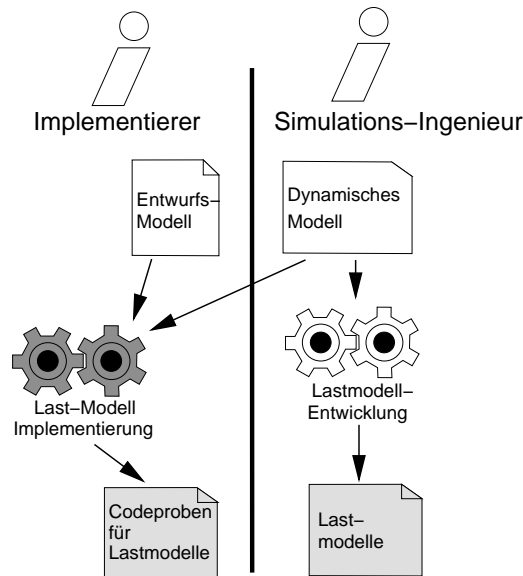 Implementierer
Simulations–Ingenieur
Entwurfs–
Modell
Dynamisches
Modell
Last–Modell
Implementierung
Lastmodell–
Entwicklung
Codeproben
für
Lastmodelle
Last–
modelle